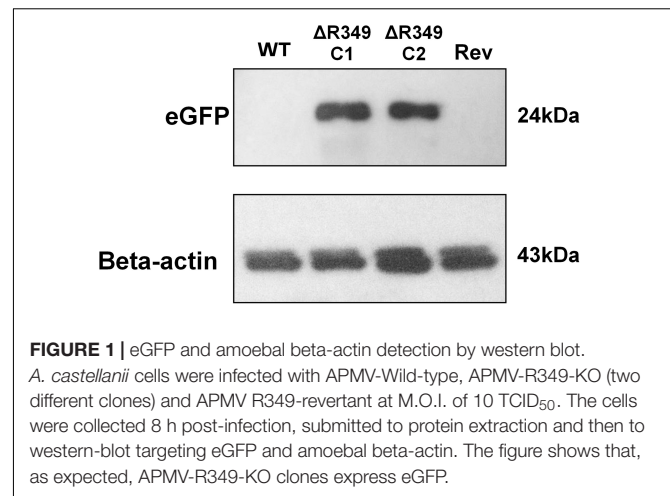 WT ΔR349 C1 ΔR349 C2 Rev
eGFP 24kDa
Beta-actin 43kDa
FIGURE 1 | eGFP and amoebal beta-actin detection by western blot.
A. castellanii cells were infected with APMV-Wild-type, APMV-R349-KO (two
different clones) and APMV R349-revertant at M.O.I. of 10 TCID50. The cells
were collected 8 h post-infection, submitted to protein extraction and then to
western-blot targeting eGFP and amoebal beta-actin. The figure shows that,
as expected, APMV-R349-KO clones express eGFP.